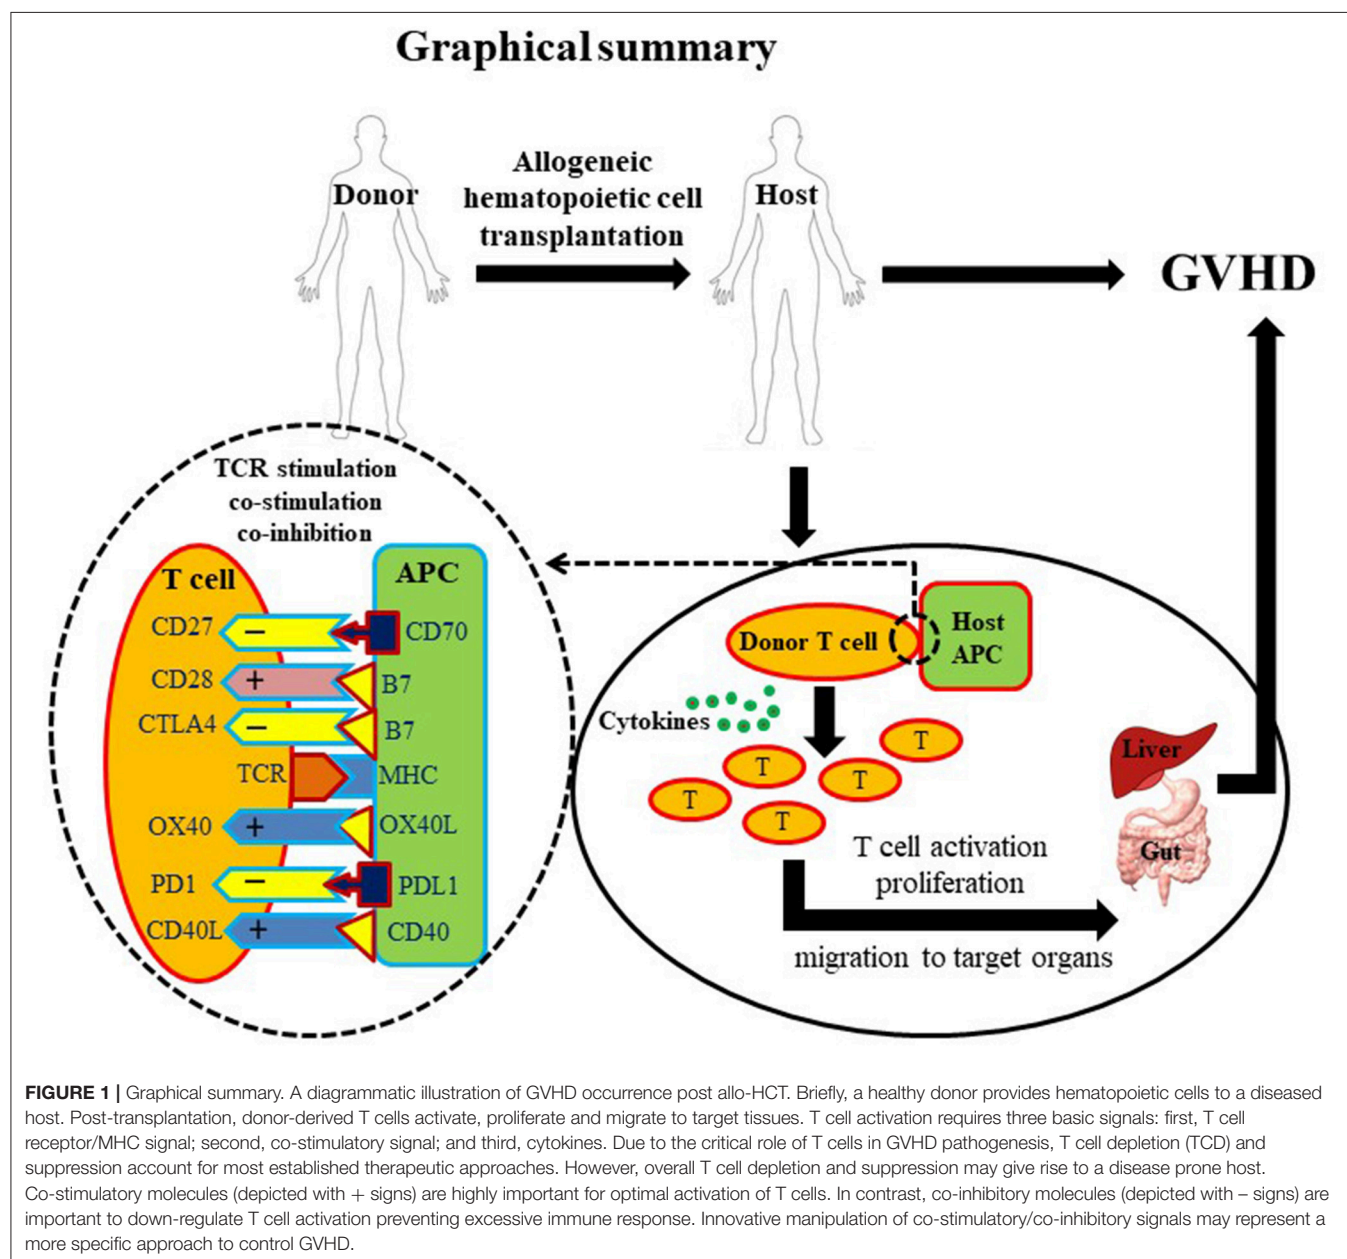 Graphical summary
Donor
Allogeneic
hematopoietic cell
transplantation
Host
GVHD
TCR stimulation
co-stimulation
co-inhibition
T cell
APC
CD27
−
CD70
CD28
+
B7
CTLA4
−
B7
TCR
MHC
OX40
+
OX40L
PD1
−
PDL1
CD40L
+
CD40
Donor T cell
Host
APC
Cytokines
T
T
T
T
T
T cell activation
proliferation
migration to target organs
Liver
Gut
FIGURE 1 | Graphical summary. A diagrammatic illustration of GVHD occurrence post allo-HCT. Briefly, a healthy donor provides hematopoietic cells to a diseased
host. Post-transplantation, donor-derived T cells activate, proliferate and migrate to target tissues. T cell activation requires three basic signals: first, T cell
receptor/MHC signal; second, co-stimulatory signal; and third, cytokines. Due to the critical role of T cells in GVHD pathogenesis, T cell depletion (TCD) and
suppression account for most established therapeutic approaches. However, overall T cell depletion and suppression may give rise to a disease prone host.
Co-stimulatory molecules (depicted with + signs) are highly important for optimal activation of T cells. In contrast, co-inhibitory molecules (depicted with – signs) are
important to down-regulate T cell activation preventing excessive immune response. Innovative manipulation of co-stimulatory/co-inhibitory signals may represent a
more specific approach to control GVHD.